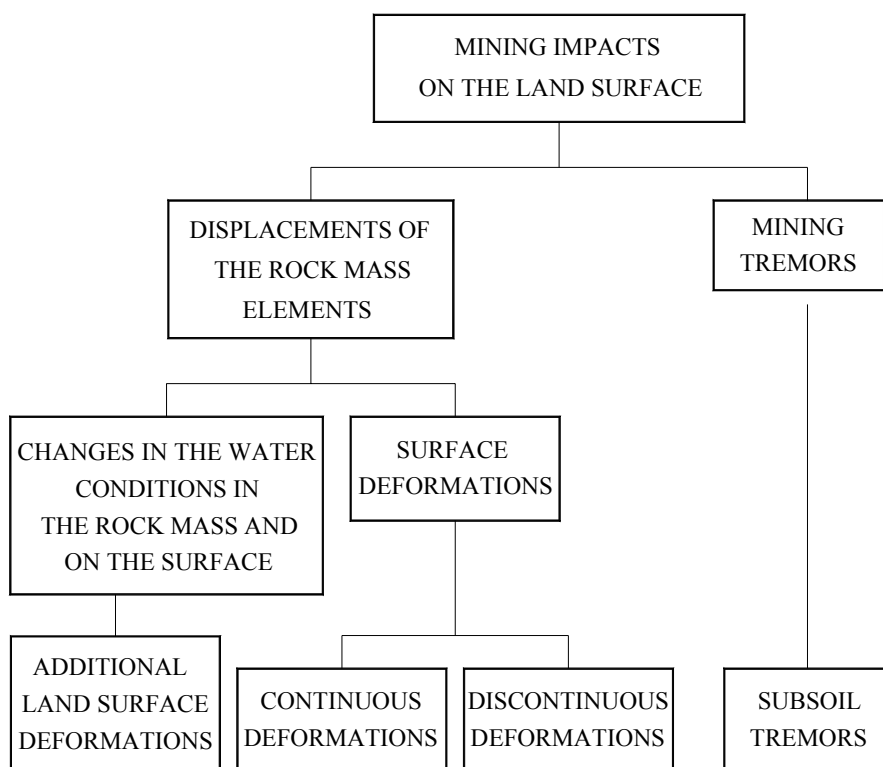 MINING IMPACTS
ON THE LAND SURFACE
DISPLACEMENTS OF
THE ROCK MASS
ELEMENTS
MINING
TREMORS
CHANGES IN THE WATER
CONDITIONS IN
THE ROCK MASS AND
ON THE SURFACE
SURFACE
DEFORMATIONS
ADDITIONAL
LAND SURFACE
DEFORMATIONS
CONTINUOUS
DEFORMATIONS
DISCONTINUOUS
DEFORMATIONS
SUBSOIL
TREMORS